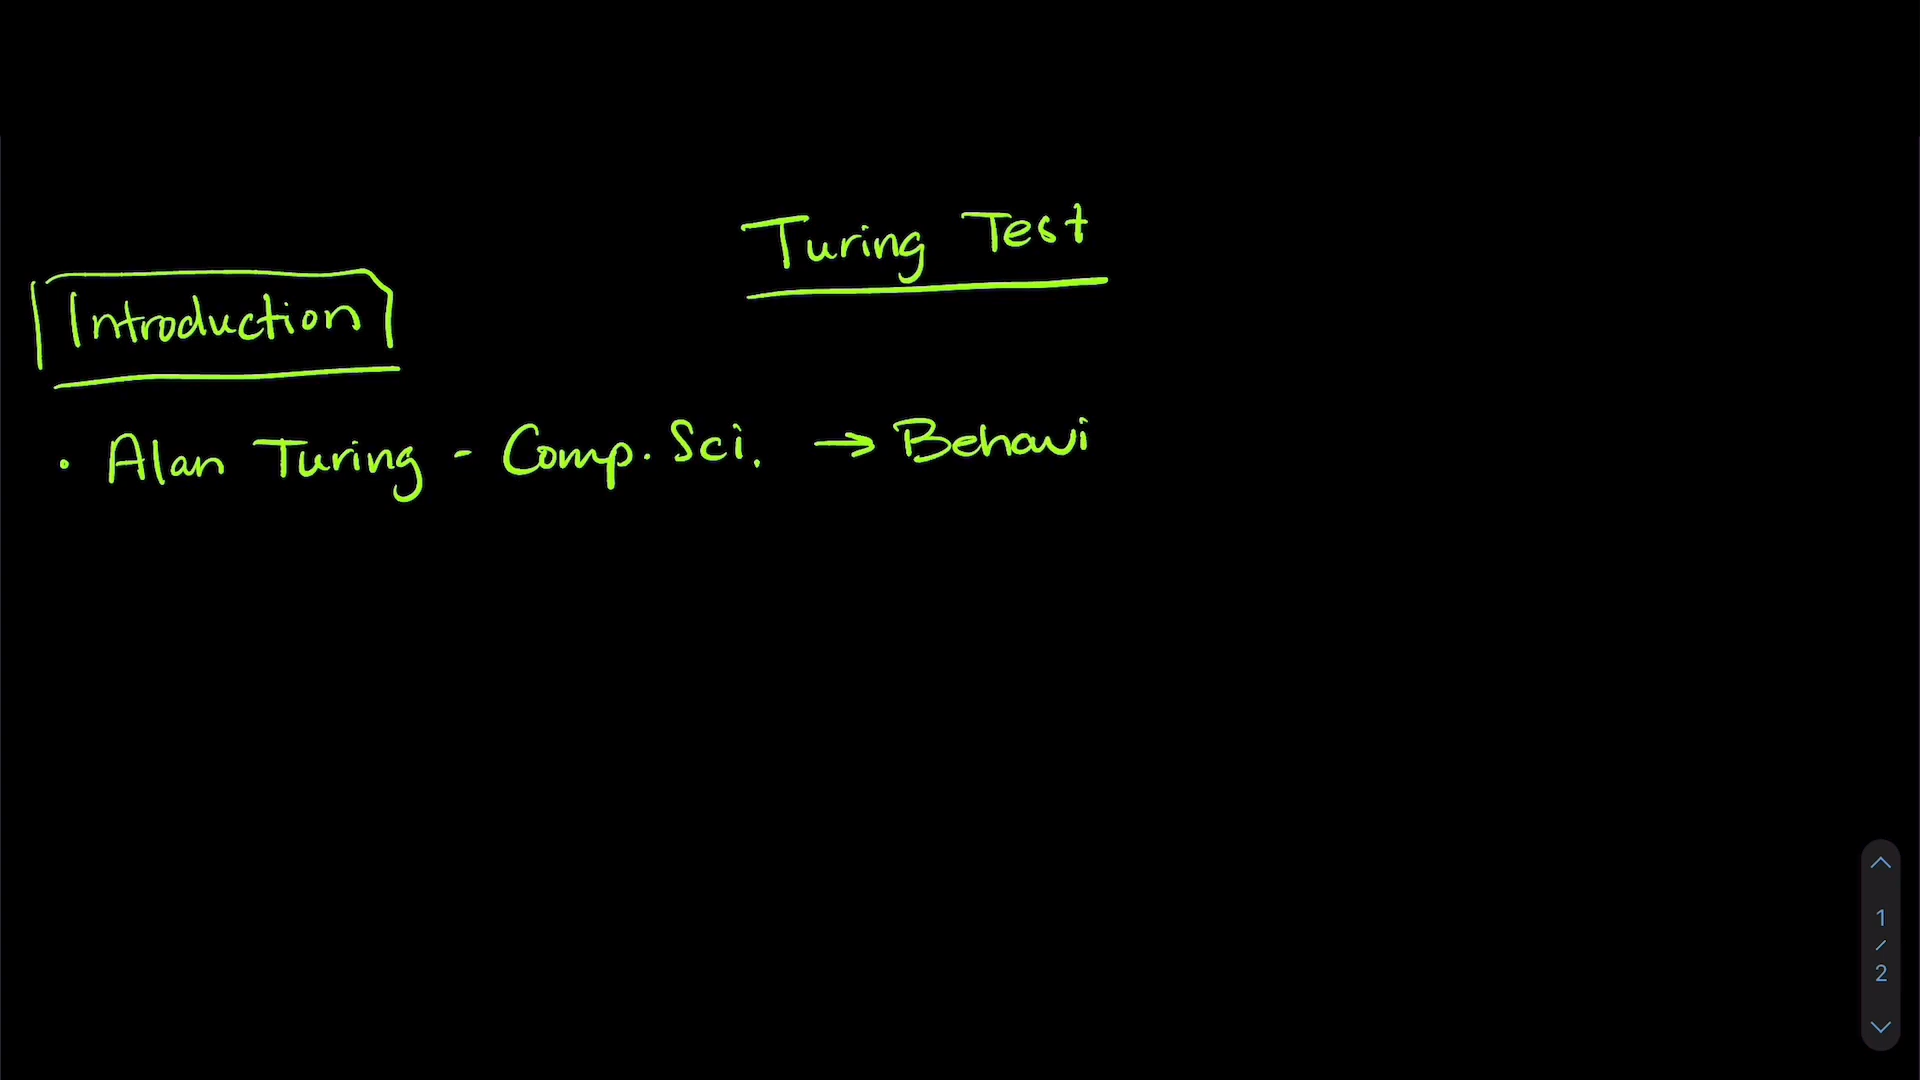 Turing Test
Introduction
• Alan Turing - Comp. Sci. → Behavi
1
/
2